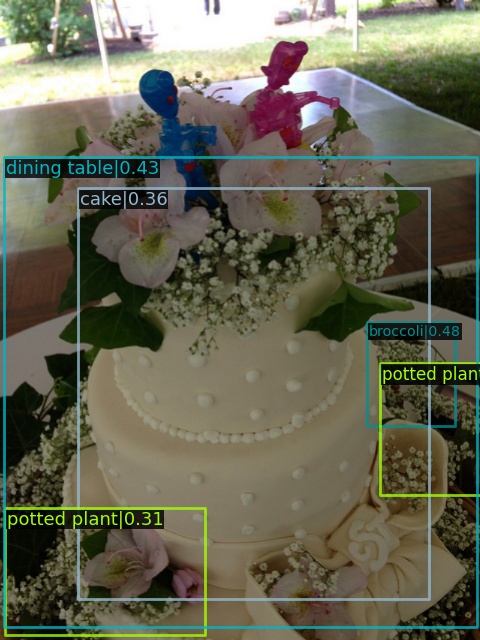 dining table|0.43
cake|0.36
broccoli|0.48
potted plant
potted plant|0.31